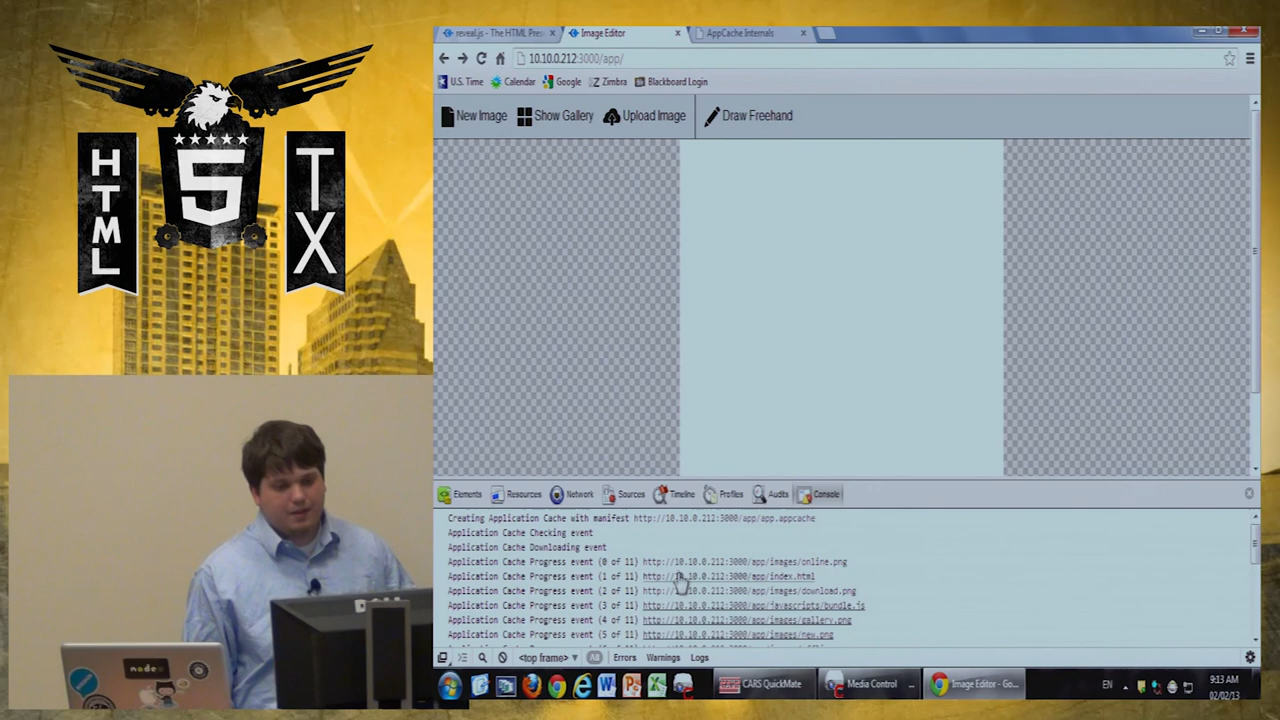 HTML
5
TX
reveal.js - The HTML Pres
Image Editor
AppCache Internals
10.10.0.212:3000/app/
U.S. Time
Calendar
Google
Zimbra
Blackboard Login
New Image
Show Gallery
Upload Image
Draw Freehand
Elements
Resources
Network
Sources
Timeline
Profiles
Audits
Console
Creating Application Cache with manifest http://10.10.0.212:3000/app/app.appcache
Application Cache Checking event
Application Cache Downloading event
Application Cache Progress event (0 of 11) http://10.10.0.212:3000/app/images/online.png
Application Cache Progress event (1 of 11) http://10.10.0.212:3000/app/index.html
Application Cache Progress event (2 of 11) http://10.10.0.212:3000/app/images/download.png
Application Cache Progress event (3 of 11) http://10.10.0.212:3000/app/javascripts/bundle.js
Application Cache Progress event (4 of 11) http://10.10.0.212:3000/app/images/gallery.png
Application Cache Progress event (5 of 11) http://10.10.0.212:3000/app/images/new.png
<top frame>
All
Errors
Warnings
Logs
CARS QuickMate
Media Control
Image Editor - Go...
EN
9:13 AM
02/02/13
node